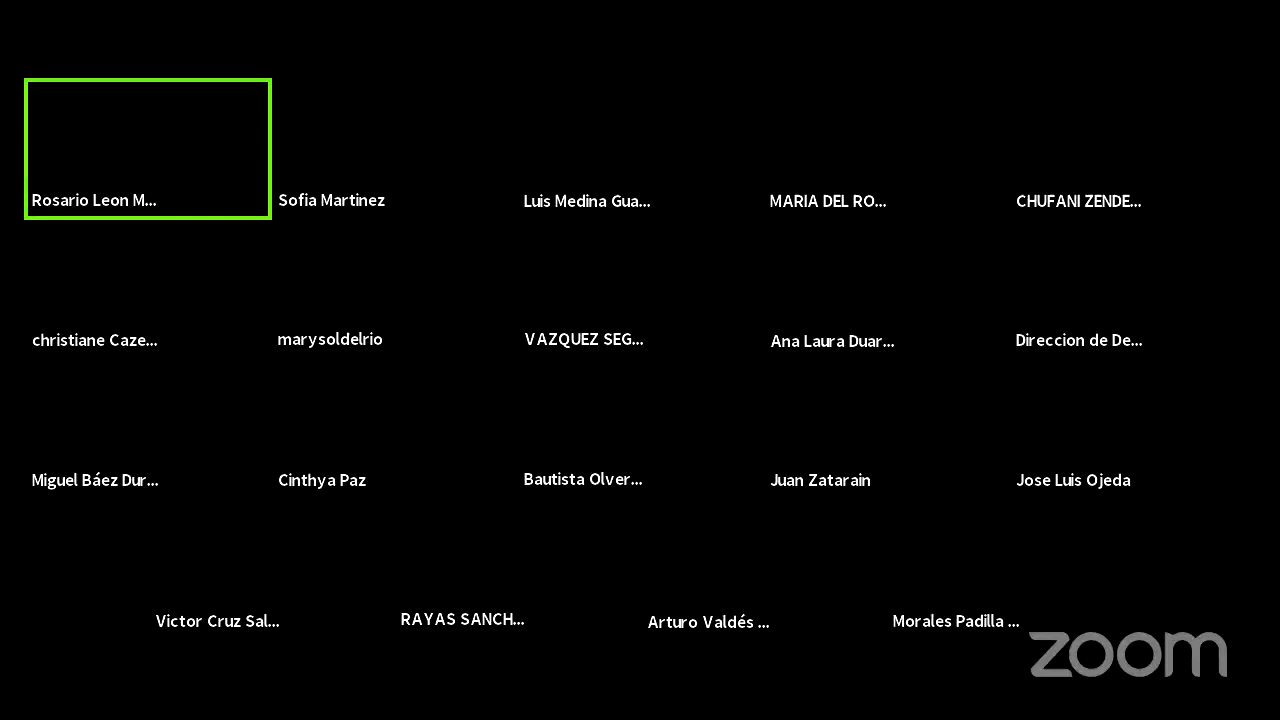 Rosario Leon M...
Sofia Martinez
Luis Medina Gua...
MARIA DEL RO...
CHUFANI ZENDE...
christiane Caze...
marysoldelrio
VAZQUEZ SEG...
Ana Laura Duar...
Direccion de De...
Miguel Báez Dur...
Cinthya Paz
Bautista Olver...
Juan Zatarain
Jose Luis Ojeda
Victor Cruz Sal...
RAYAS SANCH...
Arturo Valdés ...
Morales Padilla ...
zoom